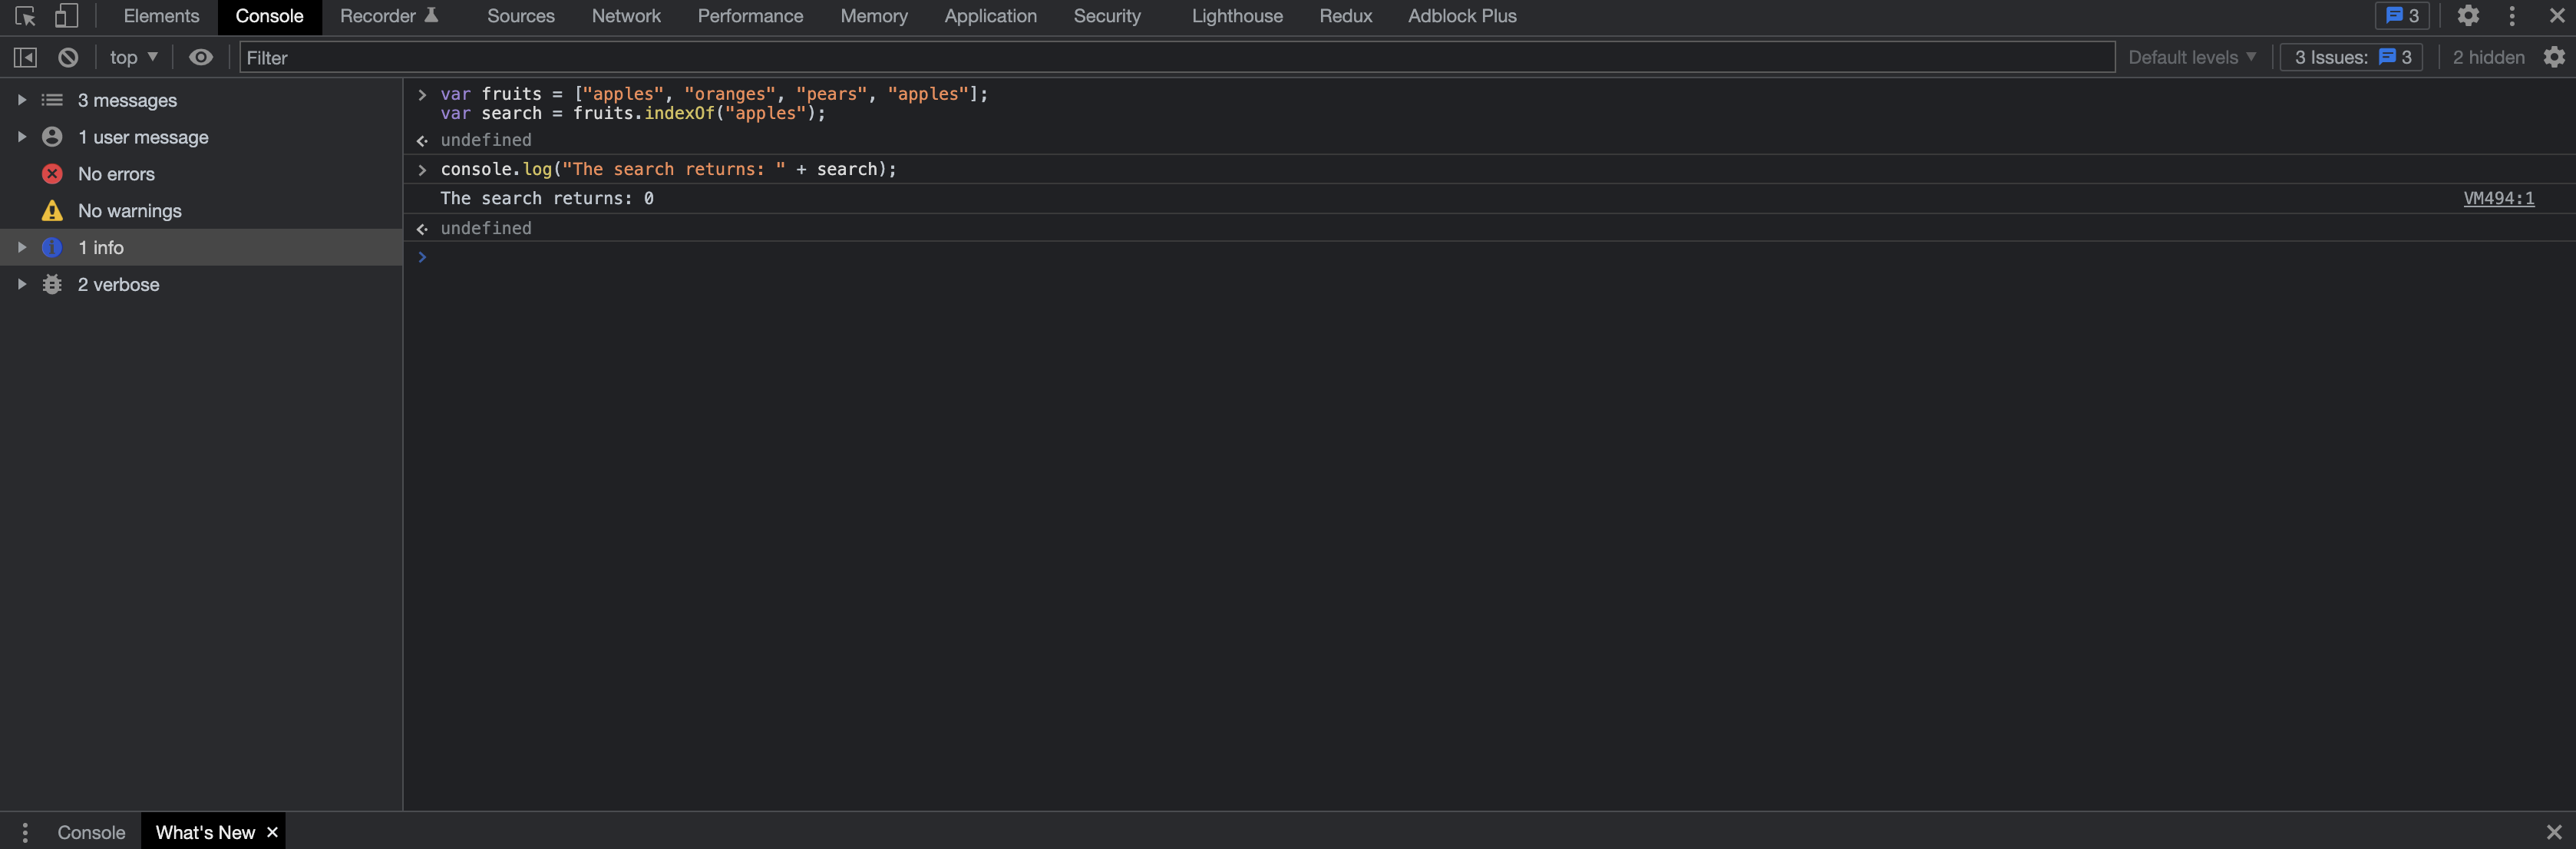 Elements Console Recorder Sources Network Performance Memory Application Security Lighthouse Redux Adblock Plus 3
top Filter Default levels 3 Issues: 3 2 hidden
3 messages
1 user message
No errors
No warnings
1 info
2 verbose
var fruits = ["apples", "oranges", "pears", "apples"];
var search = fruits.indexOf("apples");
undefined
console.log("The search returns: " + search);
The search returns: 0 VM494:1
undefined
Console What's New